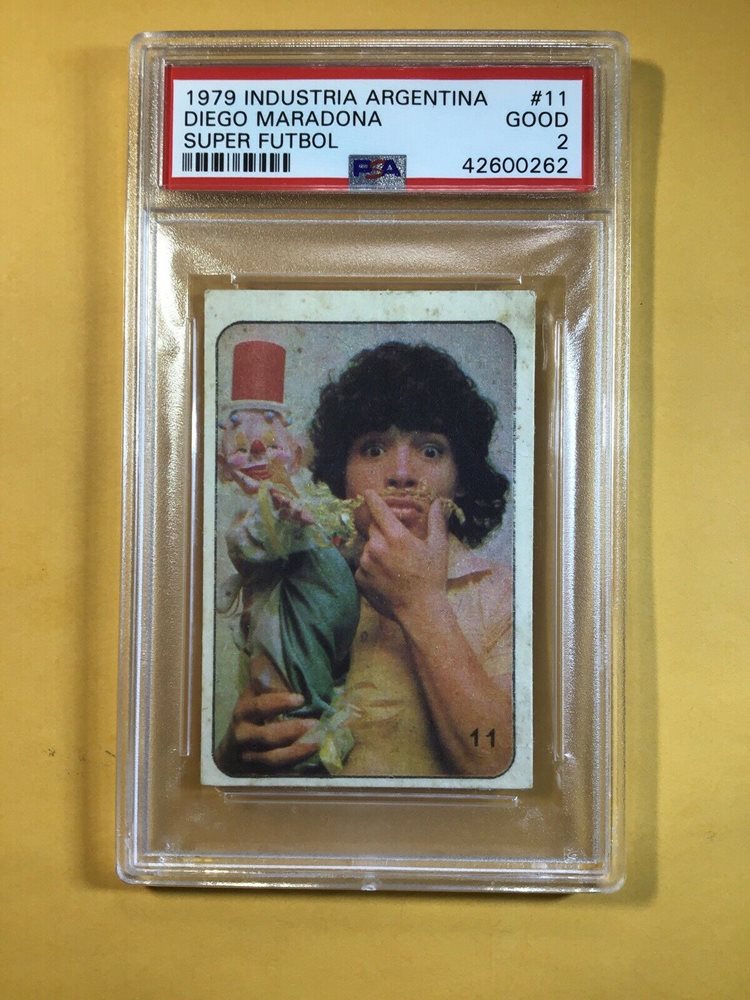 1979 INDUSTRIA ARGENTINA #11
DIEGO MARADONA GOOD
SUPER FUTBOL 2
PSA 42600262
11